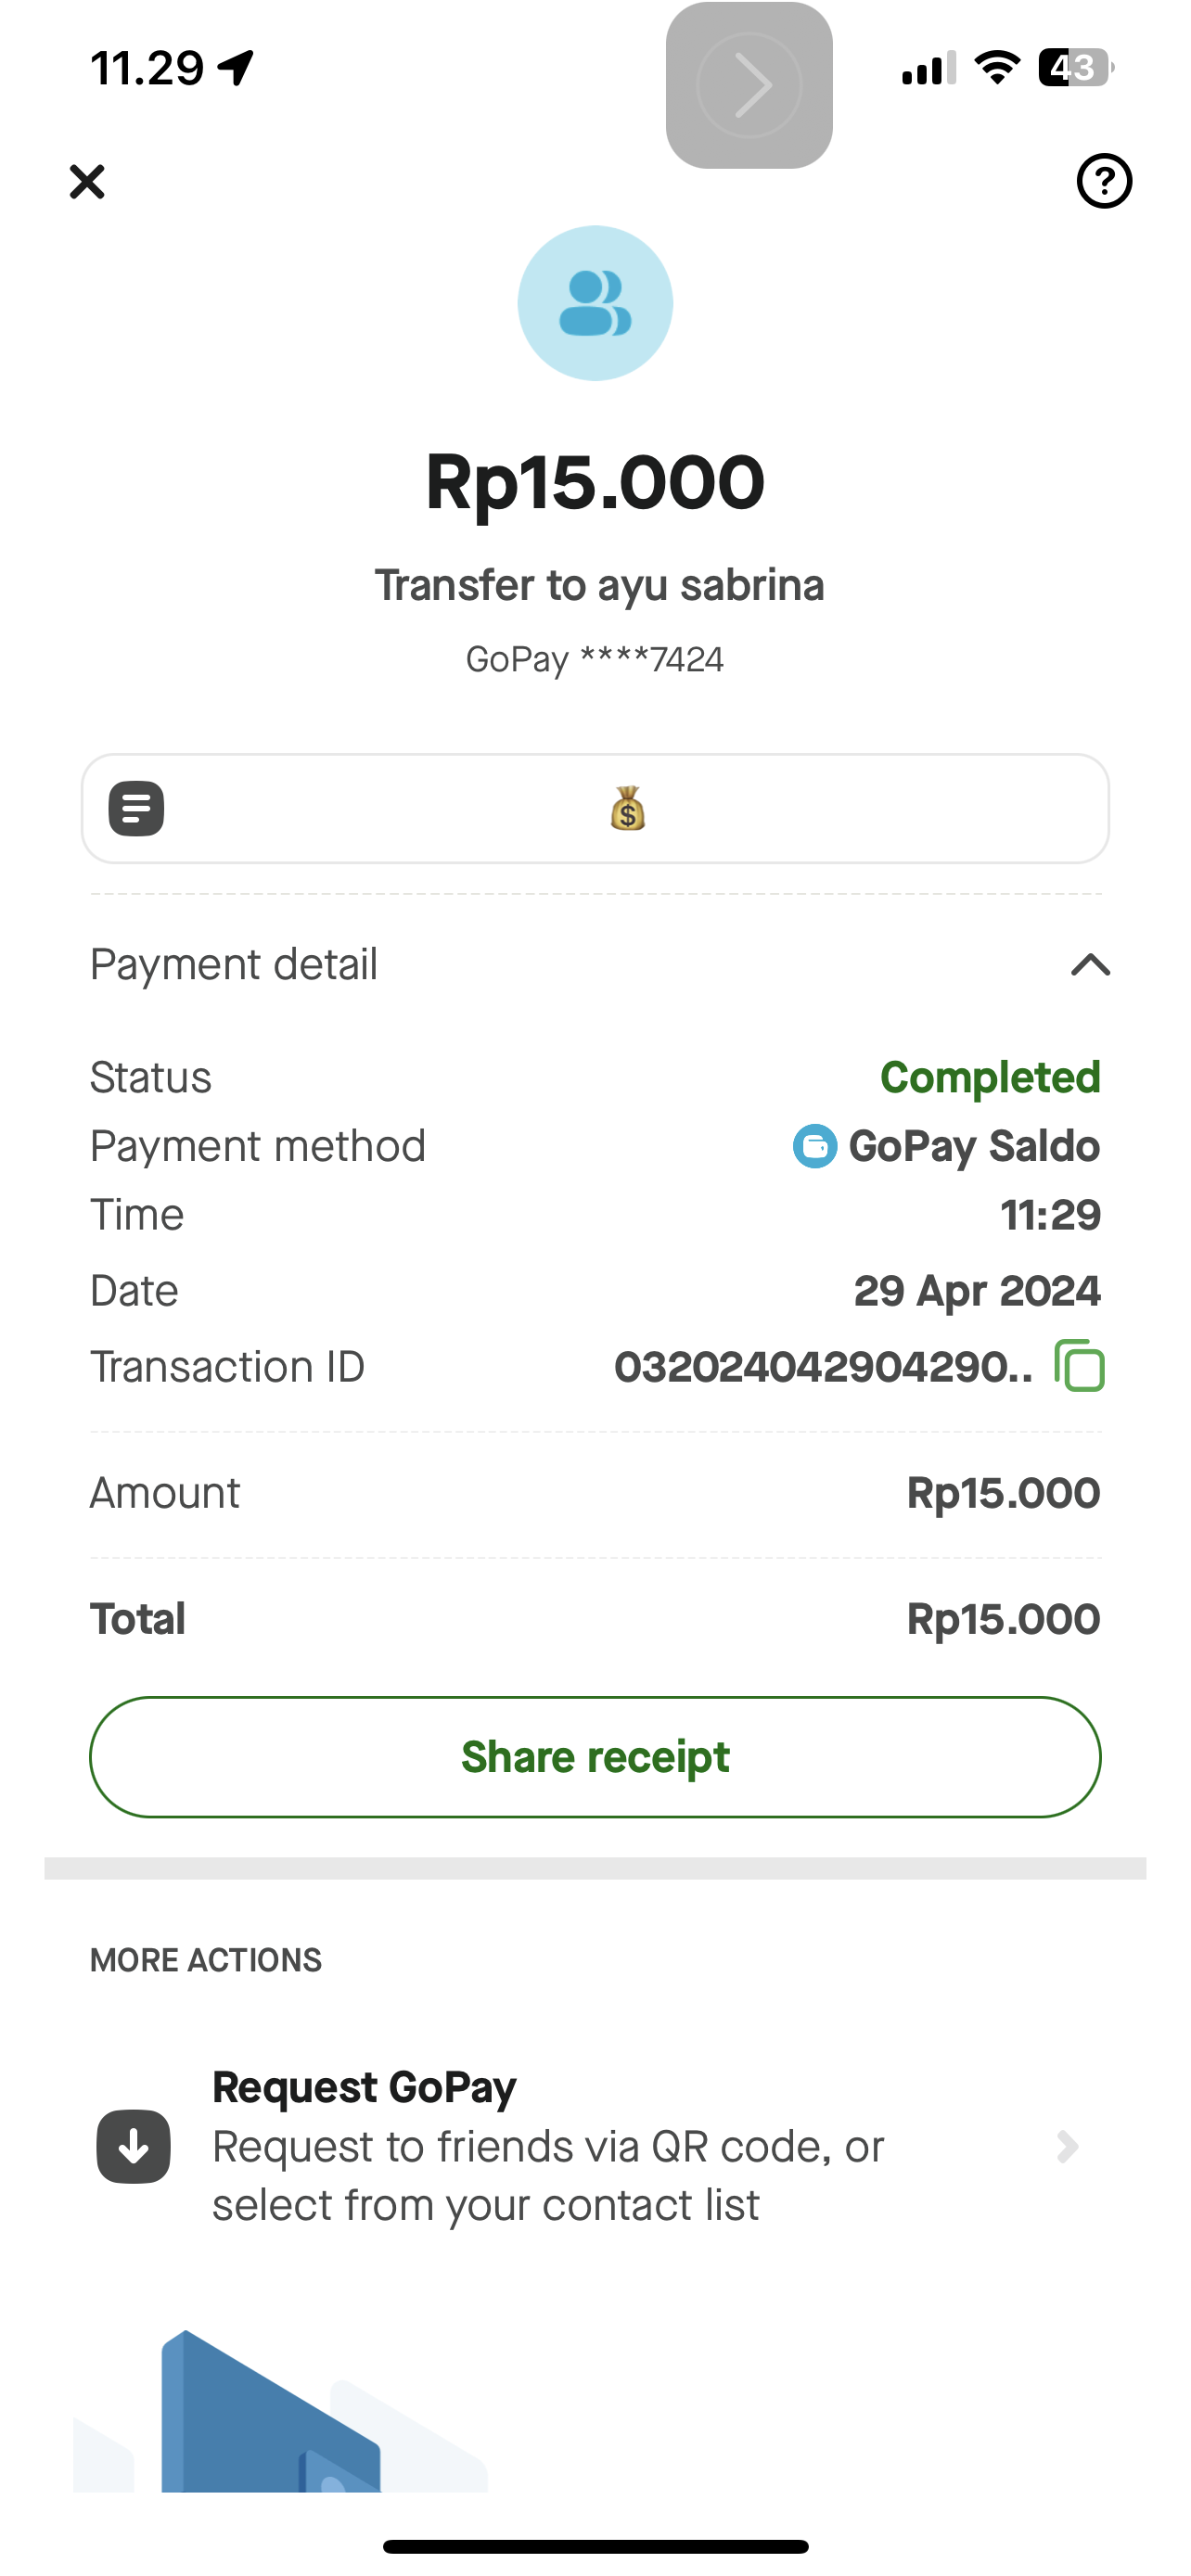 11.29
43
Rp15.000
Transfer to ayu sabrina
GoPay ****7424
Payment detail
Status Completed
Payment method GoPay Saldo
Time 11:29
Date 29 Apr 2024
Transaction ID 032024042904290..
Amount Rp15.000
Total Rp15.000
Share receipt
MORE ACTIONS
Request GoPay
Request to friends via QR code, or
select from your contact list